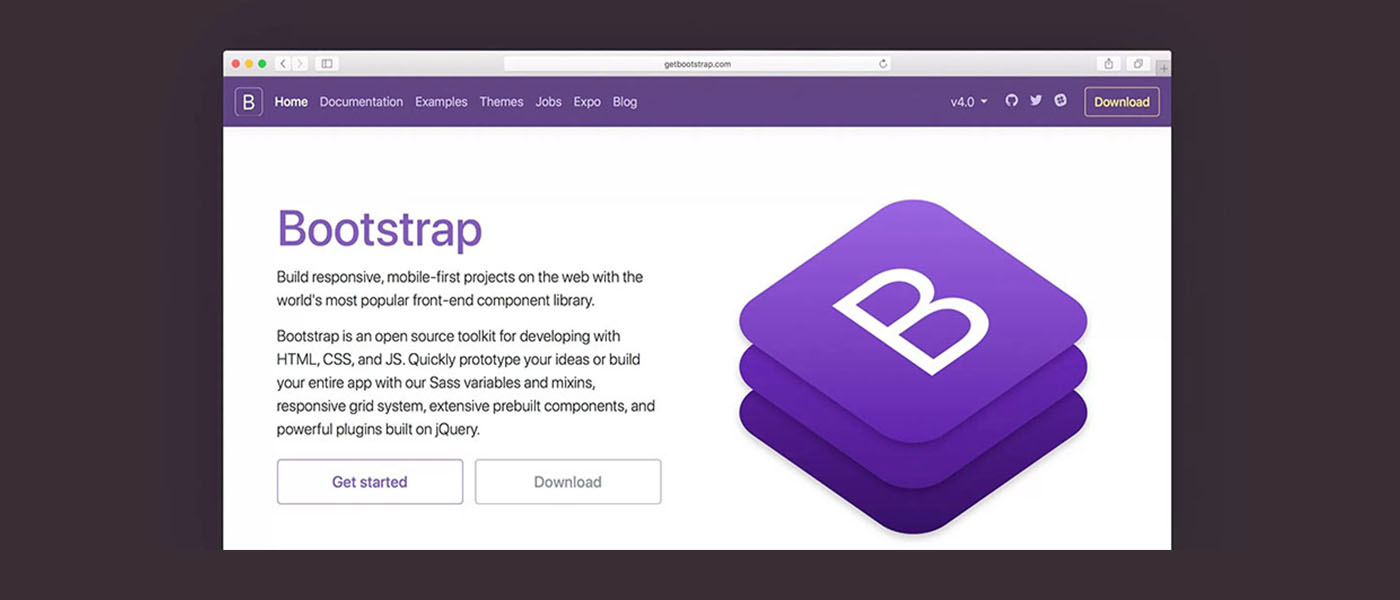 getbootstrap.com
B Home Documentation Examples Themes Jobs Expo Blog v4.0 Download
Bootstrap
Build responsive, mobile-first projects on the web with the
world's most popular front-end component library.
Bootstrap is an open source toolkit for developing with
HTML, CSS, and JS. Quickly prototype your ideas or build
your entire app with our Sass variables and mixins,
responsive grid system, extensive prebuilt components, and
powerful plugins built on jQuery.
Get started Download
B